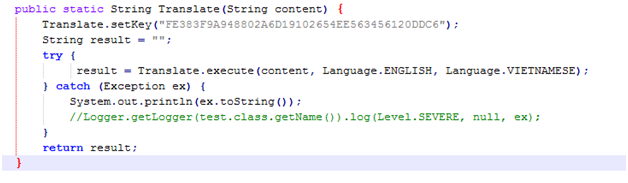 public static String Translate(String content) {
Translate.setKey("FE383F9A948802A6D19102654EE563456120DDC6");
String result = "";
try {
result = Translate.execute(content, Language.ENGLISH, Language.VIETNAMESE);
} catch (Exception ex) {
System.out.println(ex.toString());
//Logger.getLogger(test.class.getName()).log(Level.SEVERE, null, ex);
}
return result;
}